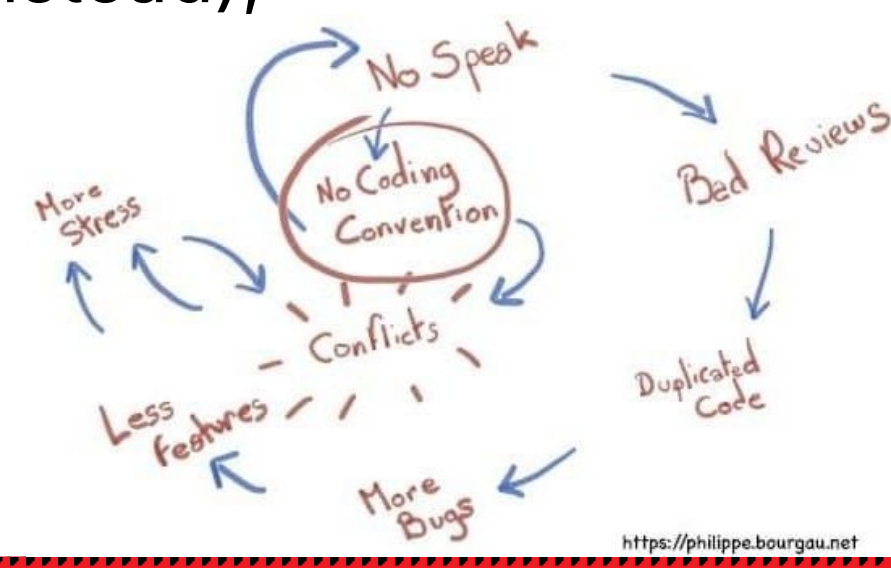 No Speak
No Coding
Convention
Bad Reviews
More
Stress
Conflicts
Duplicated
Code
Less
features
More
Bugs
https://philippe.bourgau.net